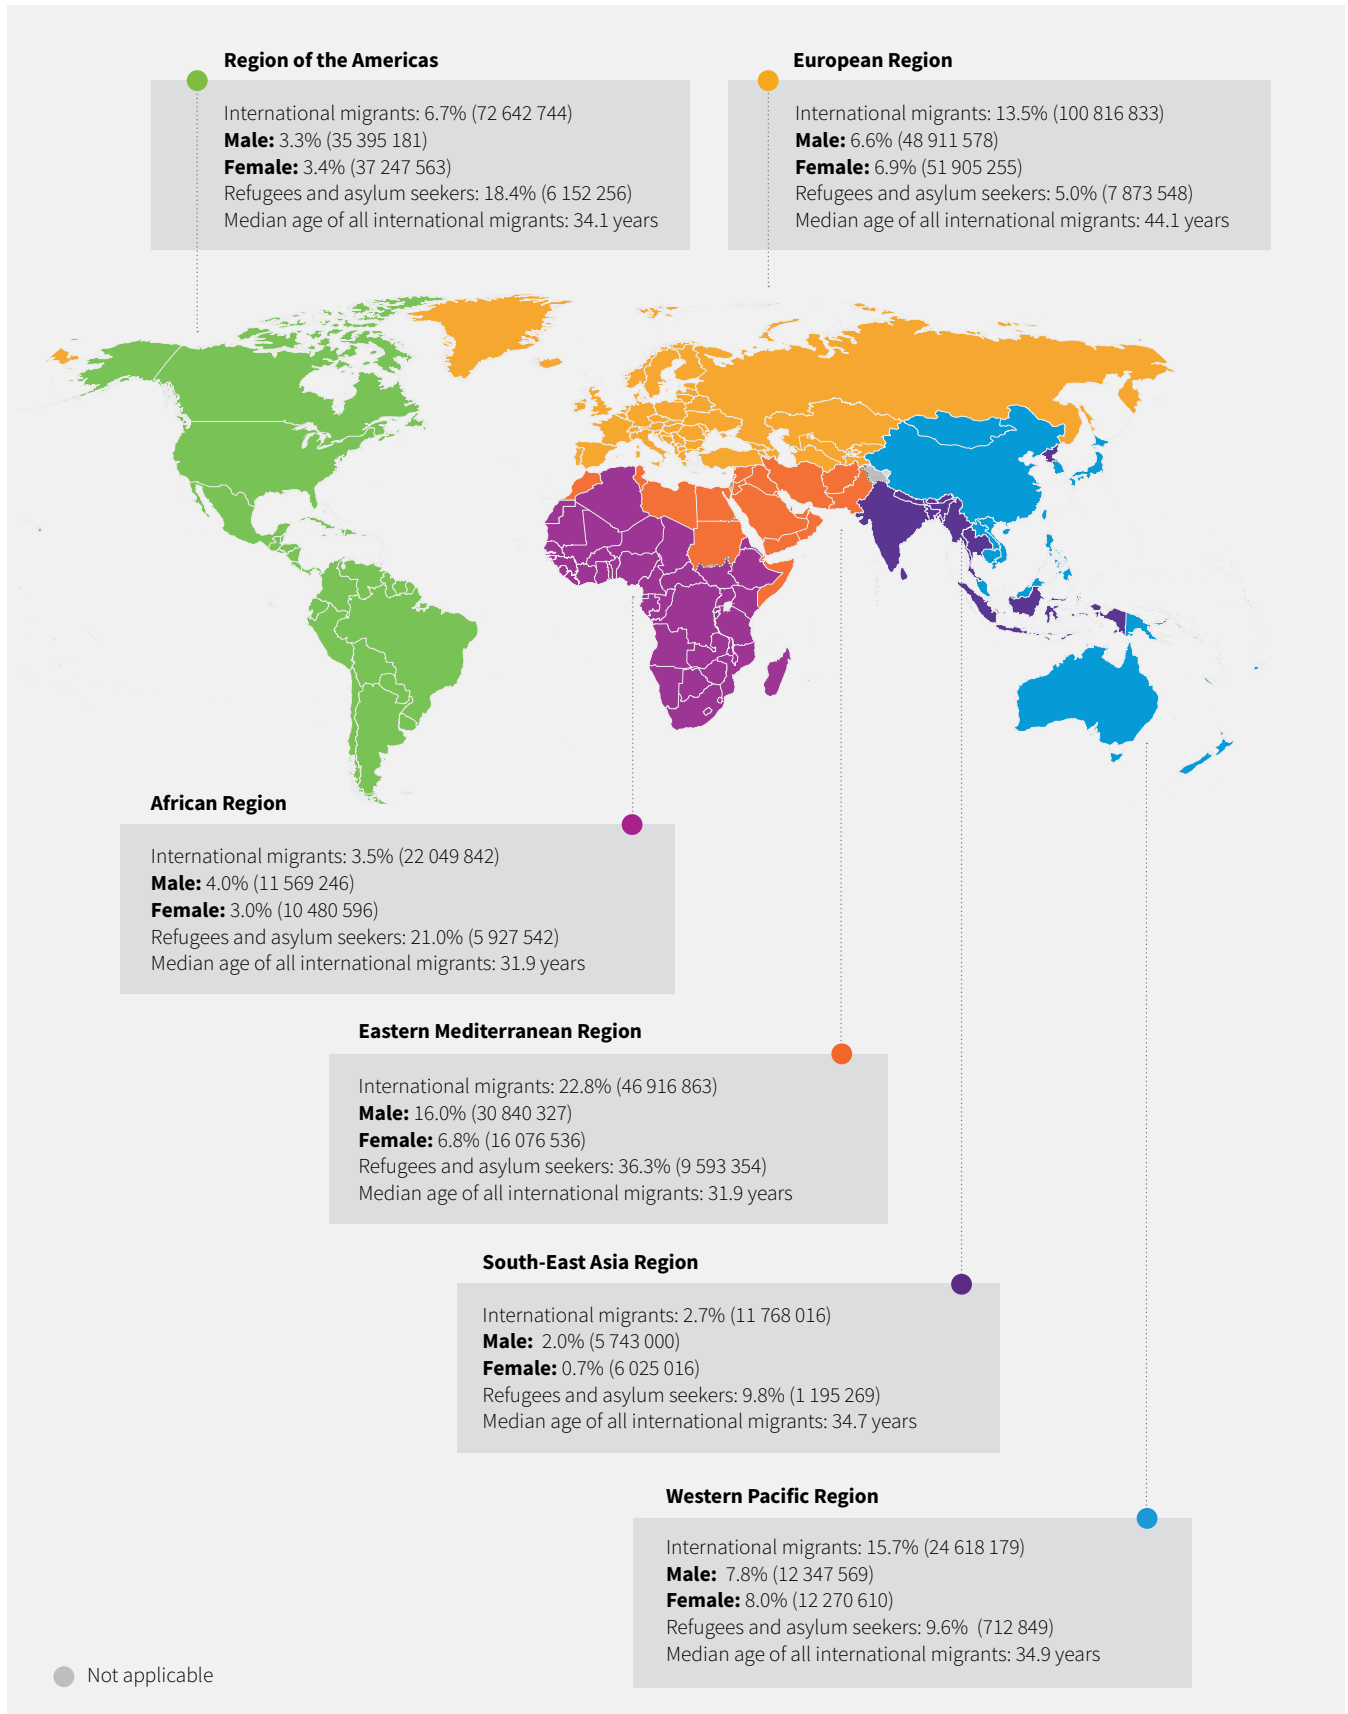 Region of the Americas
International migrants: 6.7% (72 642 744)
Male: 3.3% (35 395 181)
Female: 3.4% (37 247 563)
Refugees and asylum seekers: 18.4% (6 152 256)
Median age of all international migrants: 34.1 years
European Region
International migrants: 13.5% (100 816 833)
Male: 6.6% (48 911 578)
Female: 6.9% (51 905 255)
Refugees and asylum seekers: 5.0% (7 873 548)
Median age of all international migrants: 44.1 years
African Region
International migrants: 3.5% (22 049 842)
Male: 4.0% (11 569 246)
Female: 3.0% (10 480 596)
Refugees and asylum seekers: 21.0% (5 927 542)
Median age of all international migrants: 31.9 years
Eastern Mediterranean Region
International migrants: 22.8% (46 916 863)
Male: 16.0% (30 840 327)
Female: 6.8% (16 076 536)
Refugees and asylum seekers: 36.3% (9 593 354)
Median age of all international migrants: 31.9 years
South-East Asia Region
International migrants: 2.7% (11 768 016)
Male: 2.0% (5 743 000)
Female: 0.7% (6 025 016)
Refugees and asylum seekers: 9.8% (1 195 269)
Median age of all international migrants: 34.7 years
Western Pacific Region
International migrants: 15.7% (24 618 179)
Male: 7.8% (12 347 569)
Female: 8.0% (12 270 610)
Refugees and asylum seekers: 9.6% (712 849)
Median age of all international migrants: 34.9 years
Not applicable